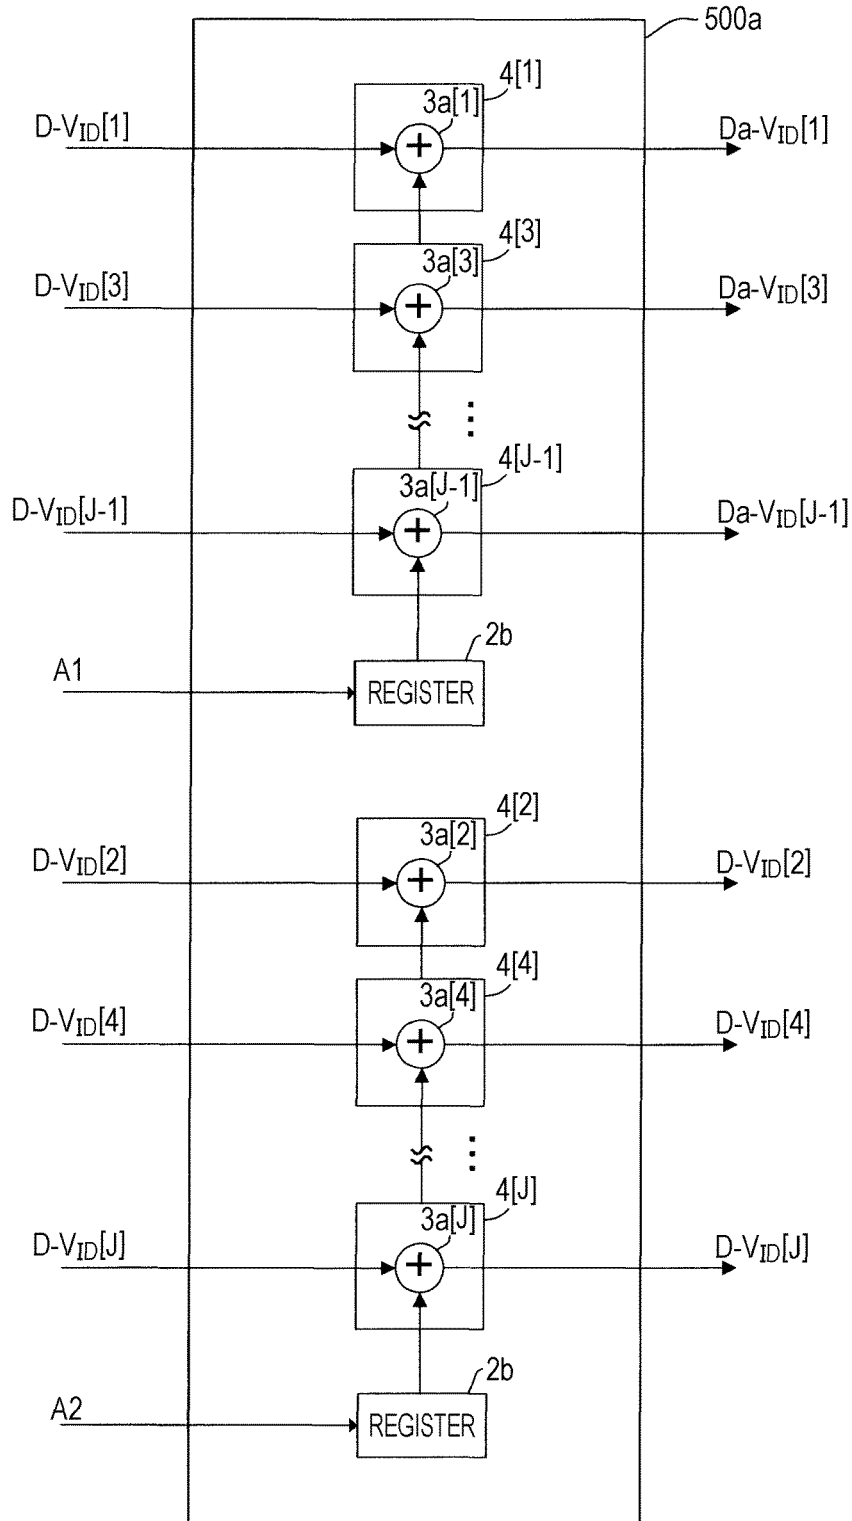 500a
4[1]
3a[1]
D-VID[1]
Da-VID[1]
4[3]
3a[3]
D-VID[3]
Da-VID[3]
4[J-1]
3a[J-1]
D-VID[J-1]
Da-VID[J-1]
2b
A1
REGISTER
4[2]
3a[2]
D-VID[2]
D-VID[2]
4[4]
3a[4]
D-VID[4]
D-VID[4]
4[J]
3a[J]
D-VID[J]
D-VID[J]
2b
A2
REGISTER